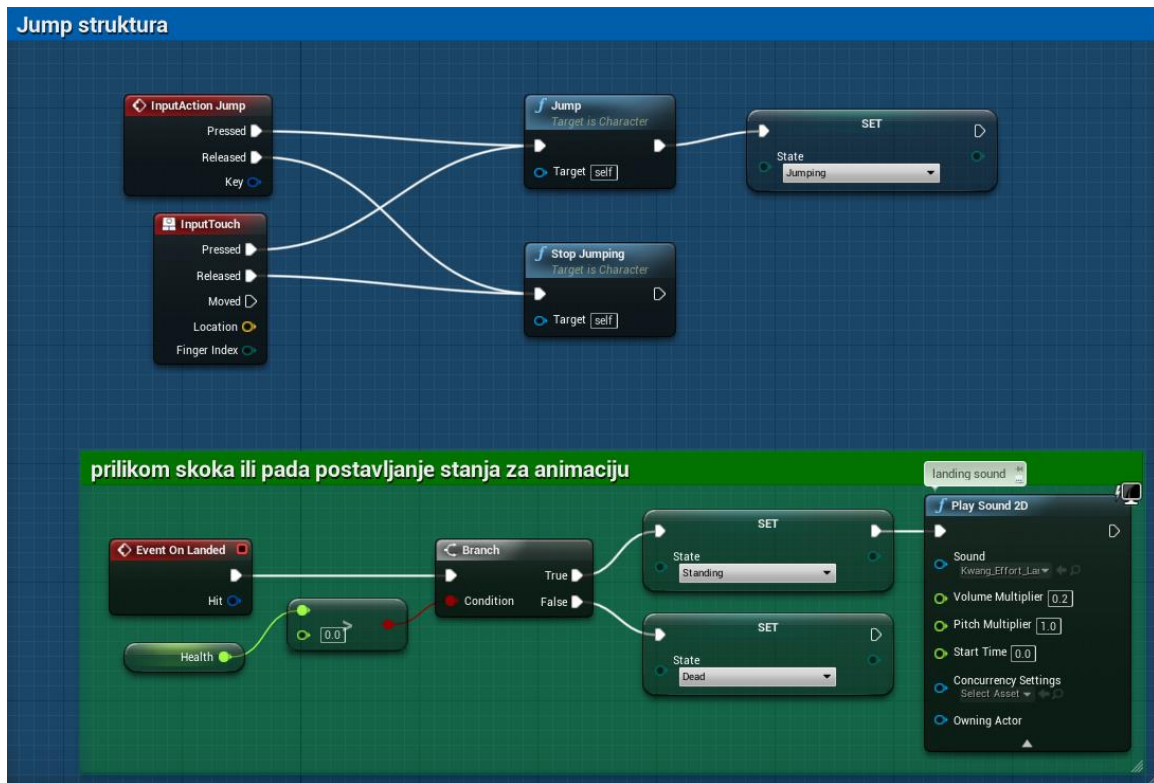 Jump struktura
InputAction Jump
Pressed
Released
Key
InputTouch
Pressed
Released
Moved
Location
Finger Index
Jump
Target is Character
Target self
Stop Jumping
Target is Character
Target self
SET
State
Jumping
prilikom skoka ili pada postavljanje stanja za animaciju
Event On Landed
Hit
Health
0.0 >
Branch
True
Condition False
SET
State
Standing
SET
State
Dead
landing sound
Play Sound 2D
Sound
Kwang_Effort_La
Volume Multiplier 0.2
Pitch Multiplier 1.0
Start Time 0.0
Concurrency Settings
Select Asset
Owning Actor